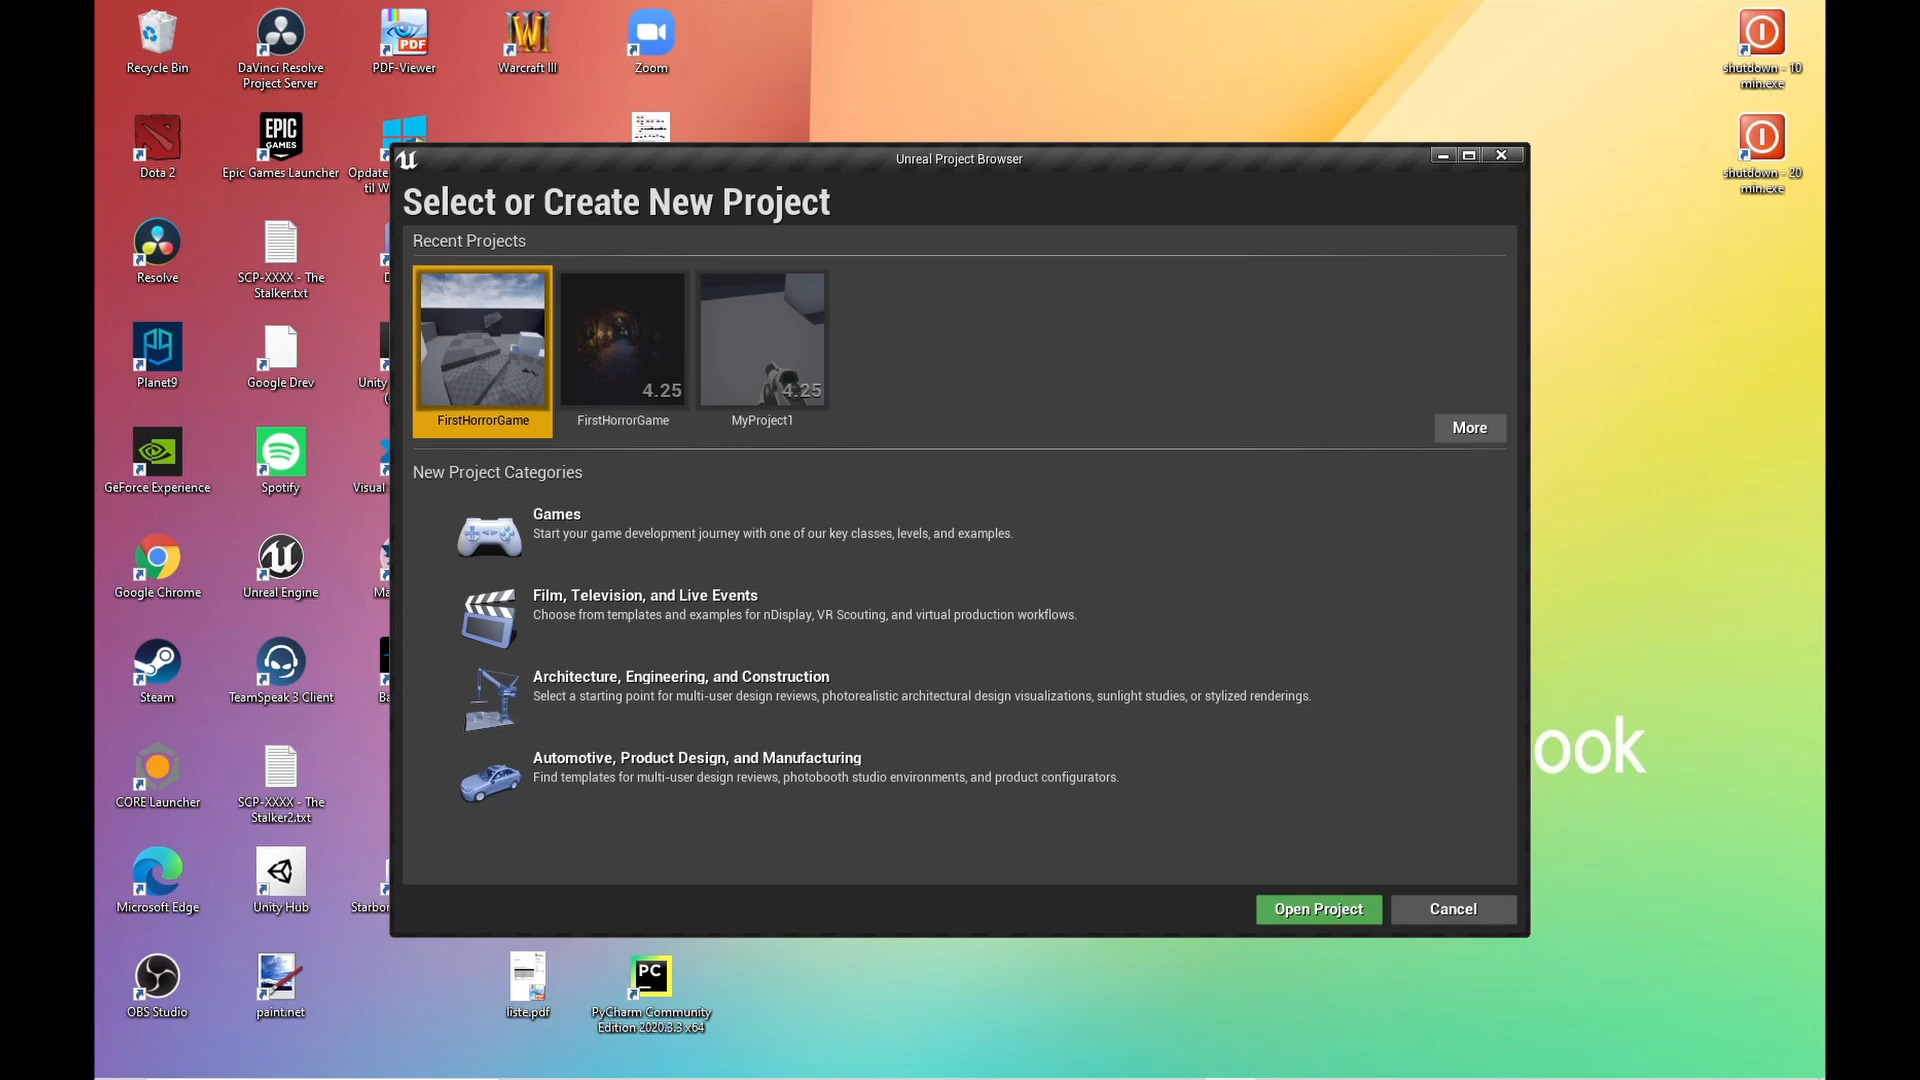 Recycle Bin
DaVinci Resolve
Project Server
PDF
PDF-Viewer
Warcraft III
Zoom
shutdown - 10
min.exe
Dota 2
EPIC
GAMES
Epic Games Launcher
Update
til W
shutdown - 20
min.exe
Unreal Project Browser
Select or Create New Project
Recent Projects
FirstHorrorGame
4.25
FirstHorrorGame
4.25
MyProject1
More
New Project Categories
Games
Start your game development journey with one of our key classes, levels, and examples.
Film, Television, and Live Events
Choose from templates and examples for nDisplay, VR Scouting, and virtual production workflows.
Architecture, Engineering, and Construction
Select a starting point for multi-user design reviews, photorealistic architectural design visualizations, sunlight studies, or stylized renderings.
Automotive, Product Design, and Manufacturing
Find templates for multi-user design reviews, photobooth studio environments, and product configurators.
Open Project
Cancel
Resolve
SCP-XXXX - The
Stalker.txt
D
Planet9
Google Drev
Unity
(
GeForce Experience
Spotify
Visual
Google Chrome
Unreal Engine
Ma
Steam
TeamSpeak 3 Client
Ba
CORE Launcher
SCP-XXXX - The
Stalker2.txt
Microsoft Edge
Unity Hub
Starbo
ook
OBS Studio
paint.net
liste.pdf
PC
PyCharm Community
Edition 2020.3.3 x64